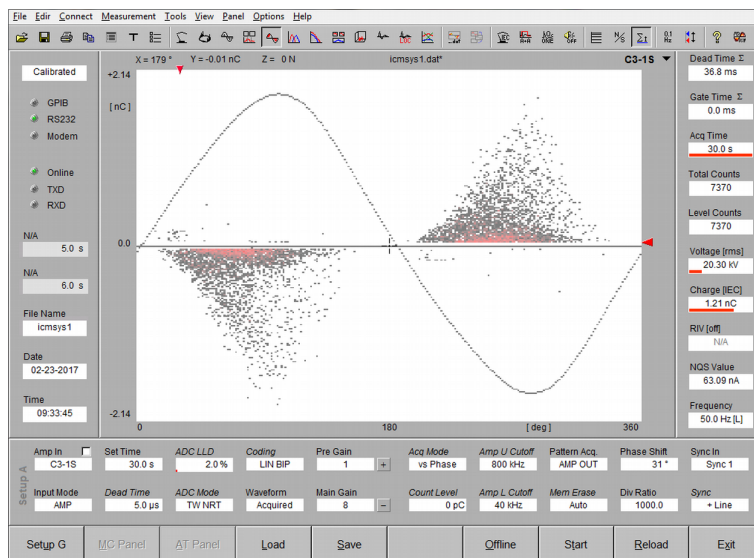 File Edit Connect Measurement Tools View Panel Options Help
X = 179 ° Y = -0.01 nC Z = 0 N icmsys1.dat* C3-1S
Calibrated
GPIB
RS232
Modem
Online
TXD
RXD
N/A
5.0 s
N/A
6.0 s
File Name
icmsys1
Date
02-23-2017
Time
09:33:45
+2.14
[ nC ]
0.0
-2.14
0 180 [ deg ] 360
Dead Time Σ
36.8 ms
Gate Time Σ
0.0 ms
Acq Time
30.0 s
Total Counts
7370
Level Counts
7370
Voltage [rms]
20.30 kV
Charge [IEC]
1.21 nC
RIV [off]
N/A
NQS Value
63.09 nA
Frequency
50.0 Hz [L]
Setup A
Amp In Set Time ADC LLD Coding Pre Gain Acq Mode Amp U Cutoff Pattern Acq. Phase Shift Sync In
C3-1S 30.0 s 2.0 % LIN BIP 1 + vs Phase 800 kHz AMP OUT 31 ° Sync 1
Input Mode Dead Time ADC Mode Waveform Main Gain Count Level Amp L Cutoff Mem Erase Div Ratio Sync
AMP 5.0 µs TW NRT Acquired 8 − 0 pC 40 kHz Auto 1000.0 + Line
Setup G MC Panel AT Panel Load Save Offline Start Reload Exit